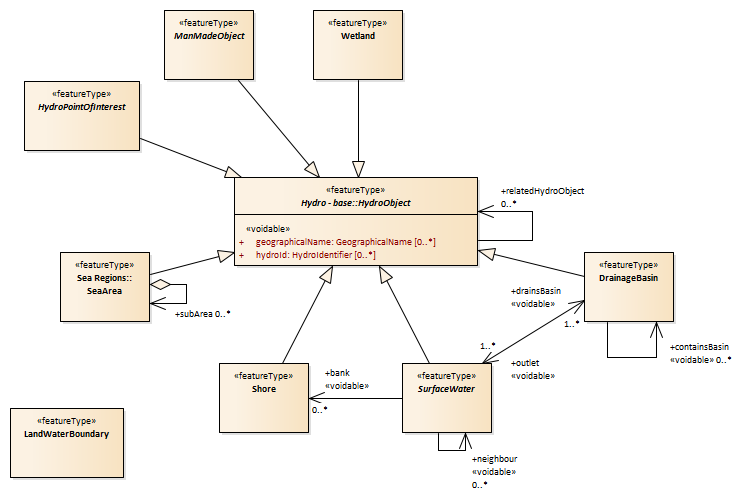 «featureType»
ManMadeObject
«featureType»
Wetland
«featureType»
HydroPointOfInterest
«featureType»
Hydro - base::HydroObject
«voidable»
+ geographicalName: GeographicalName [0..*]
+ hydroId: HydroIdentifier [0..*]
+relatedHydroObject
0..*
«featureType»
Sea Regions::
SeaArea
+subArea 0..*
«featureType»
DrainageBasin
+drainsBasin
«voidable»
1..*
1..*
+outlet
«voidable»
+containsBasin
«voidable» 0..*
«featureType»
Shore
+bank
«voidable»
0..*
«featureType»
SurfaceWater
+neighbour
«voidable»
0..*
«featureType»
LandWaterBoundary